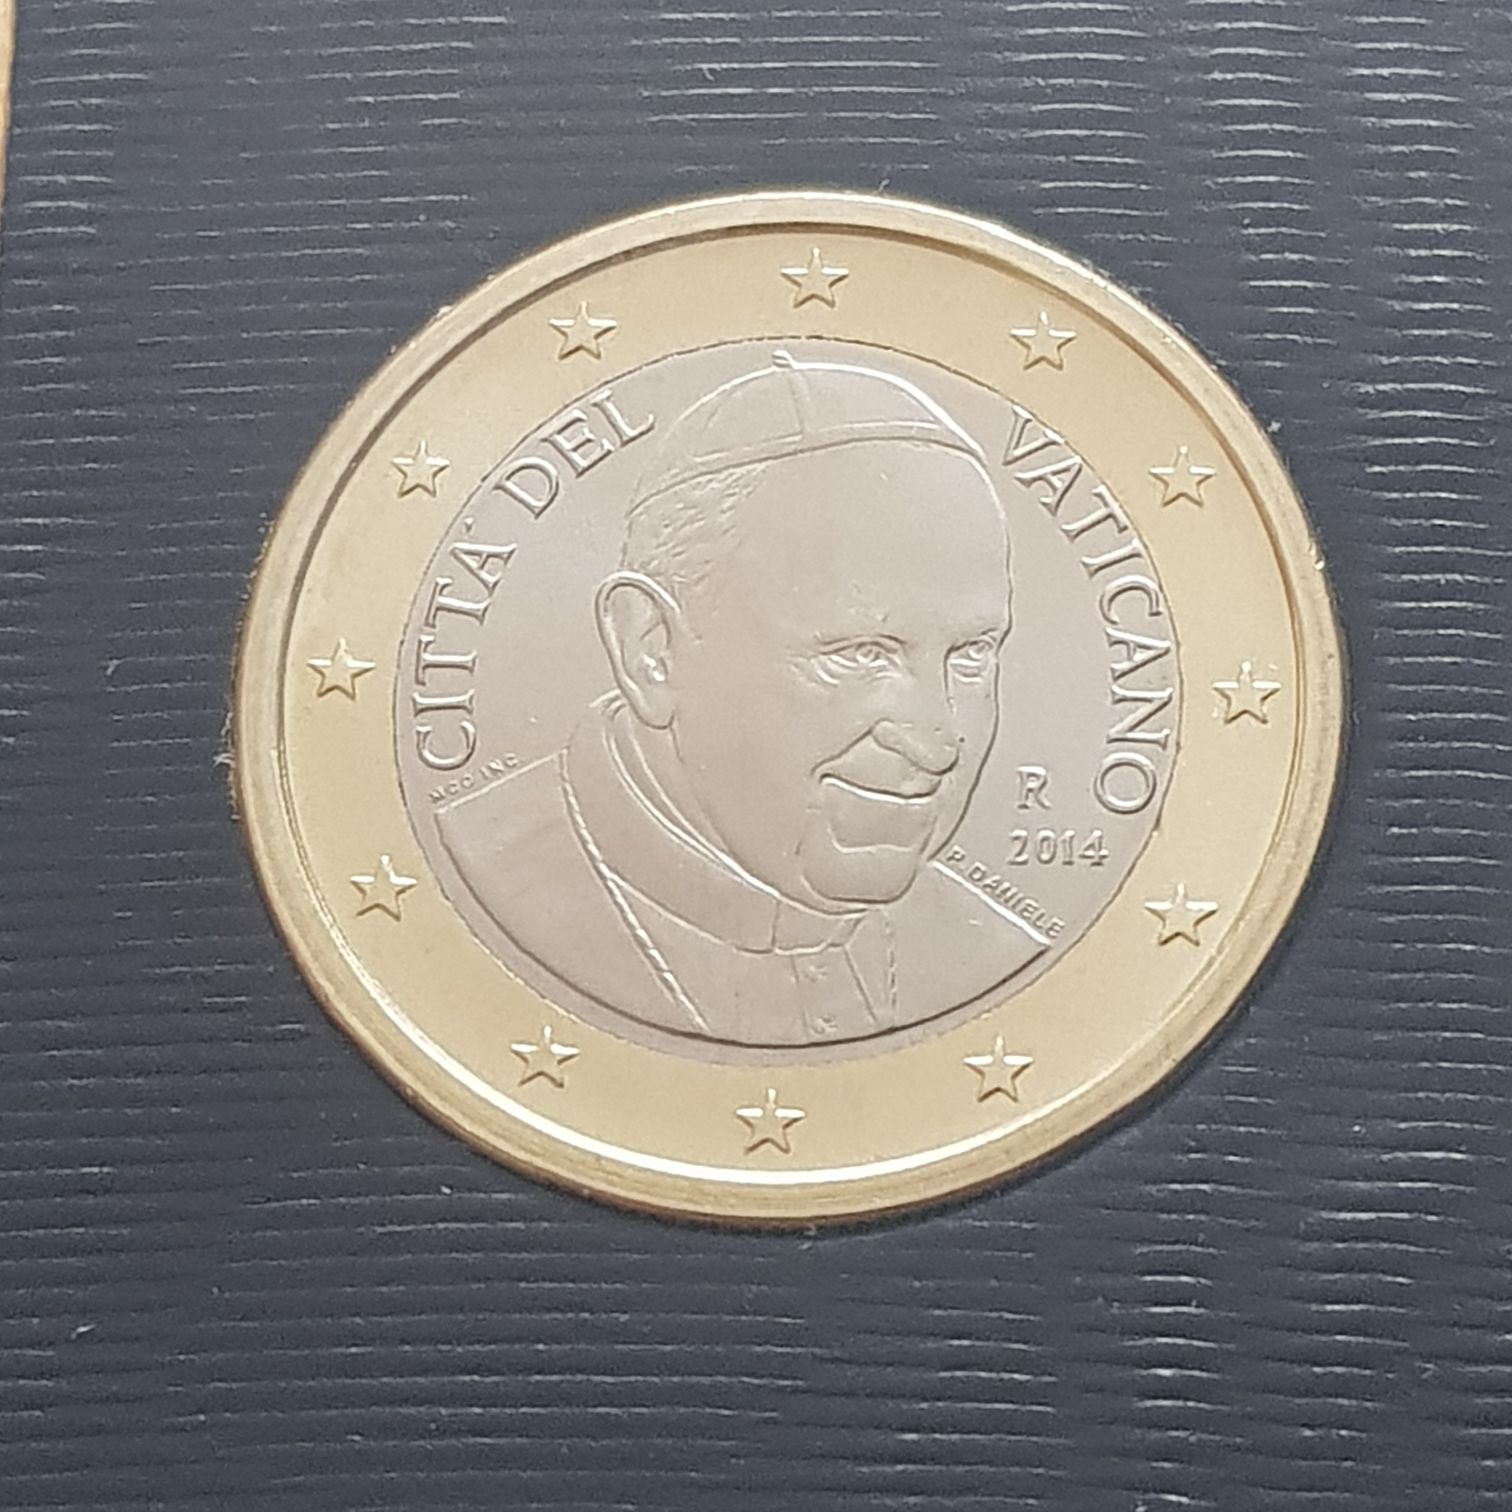 CITTA´ DEL VATICANO
MCC INC
R
2014
P. DANIELE